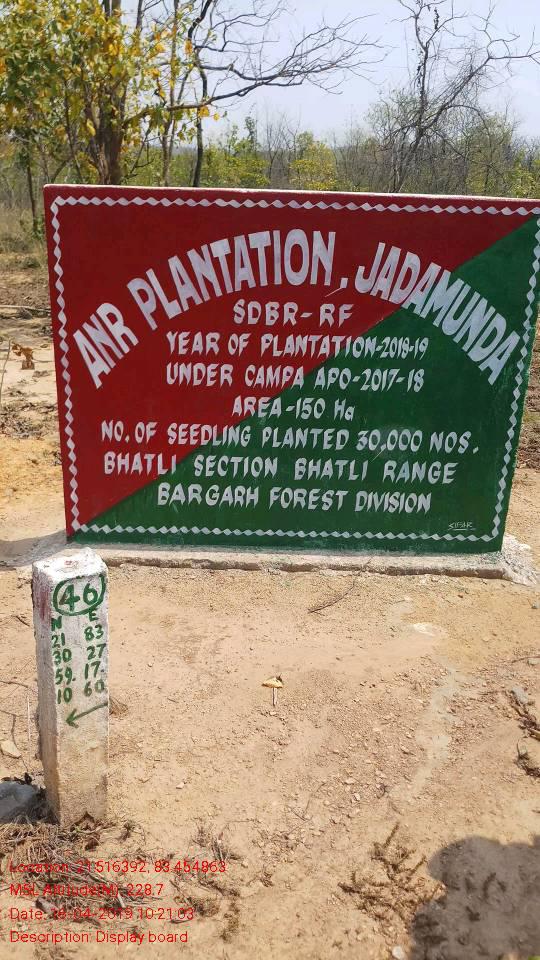 ANR PLANTATION, JADAMUNDA
SDBR-RF
YEAR OF PLANTATION-2018-19
UNDER CAMPA APO-2017-18
AREA-150 Ha
NO. OF SEEDLING PLANTED 30,000 NOS.
BHATLI SECTION BHATLI RANGE
BARGARH FOREST DIVISION
46
N E
21 83
30 27
59. 17.
10 60
Location: 21.516392, 83.454863
MSL Altitude(M): 228.7
Date: 18-04-2019 10:21:03
Description: Display board